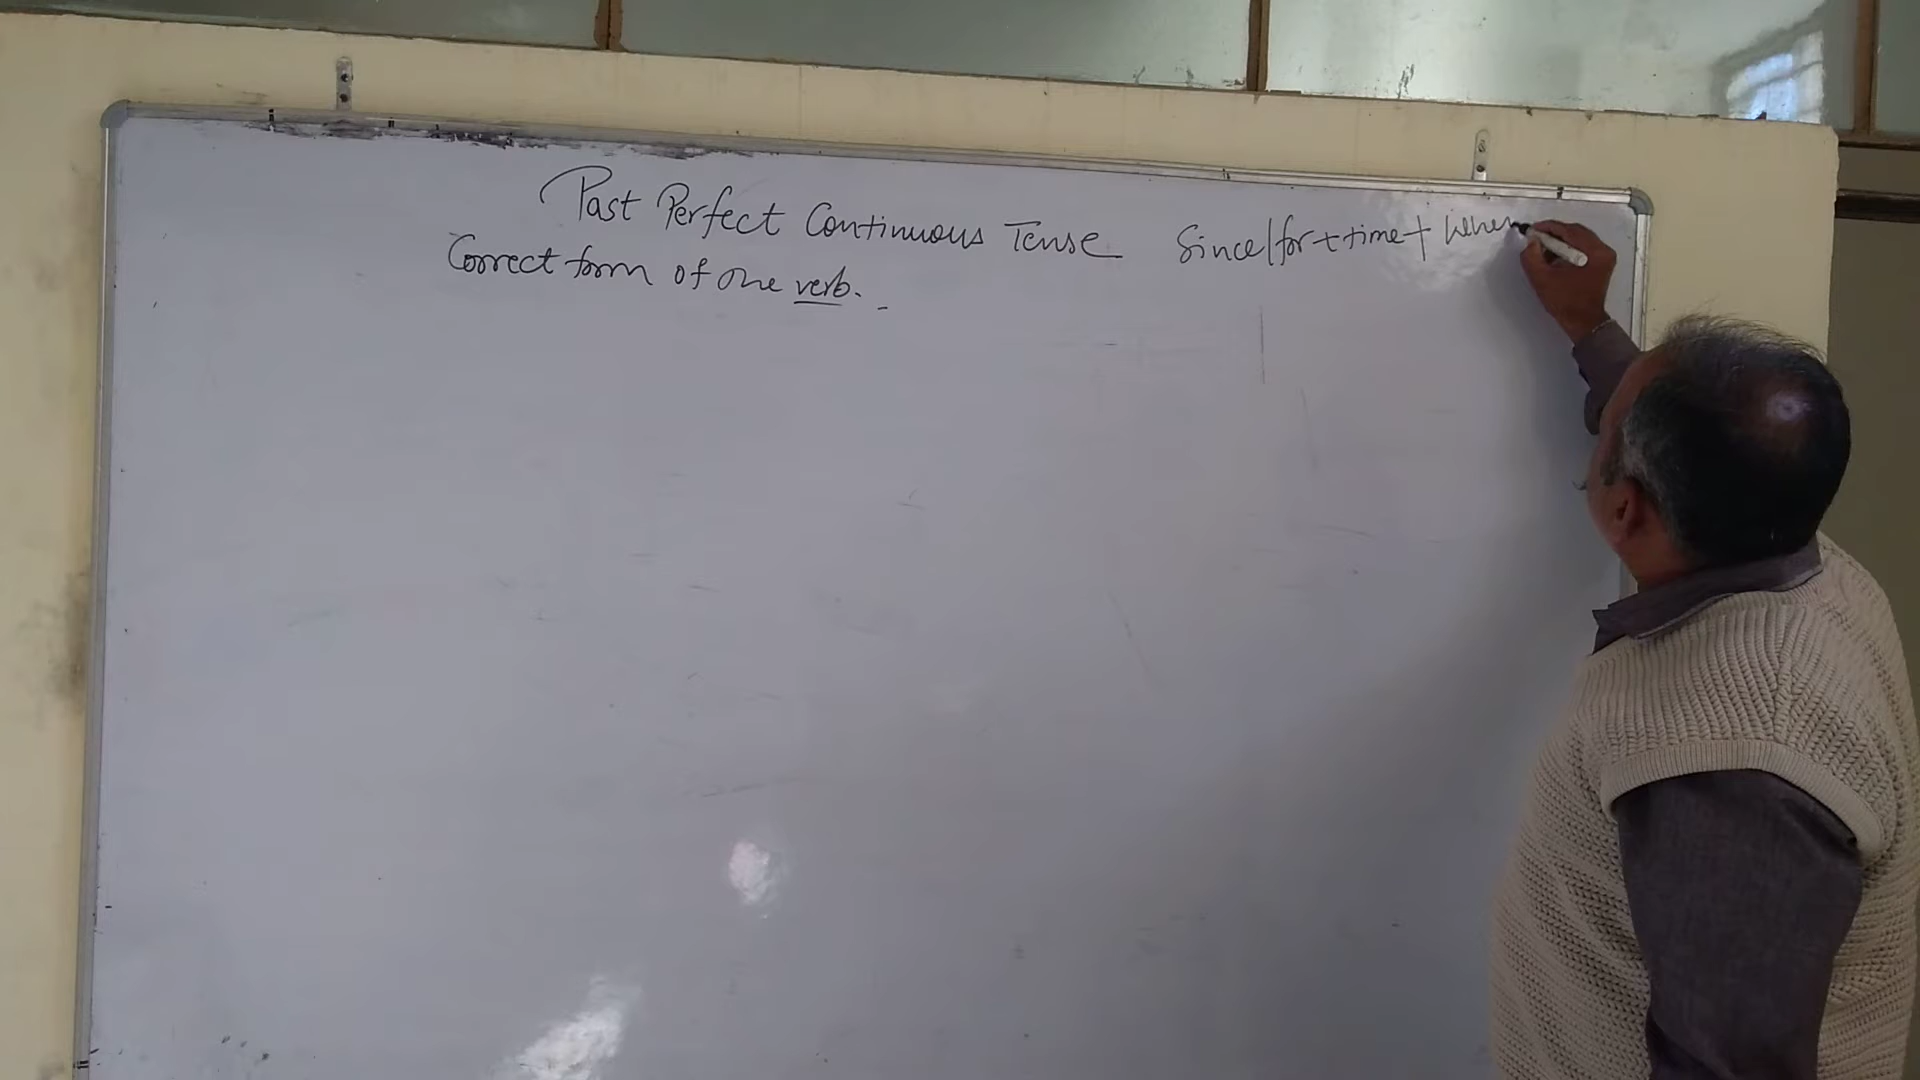 Past Perfect Continuous Tense Since/for + time + when
Correct form of the verb.